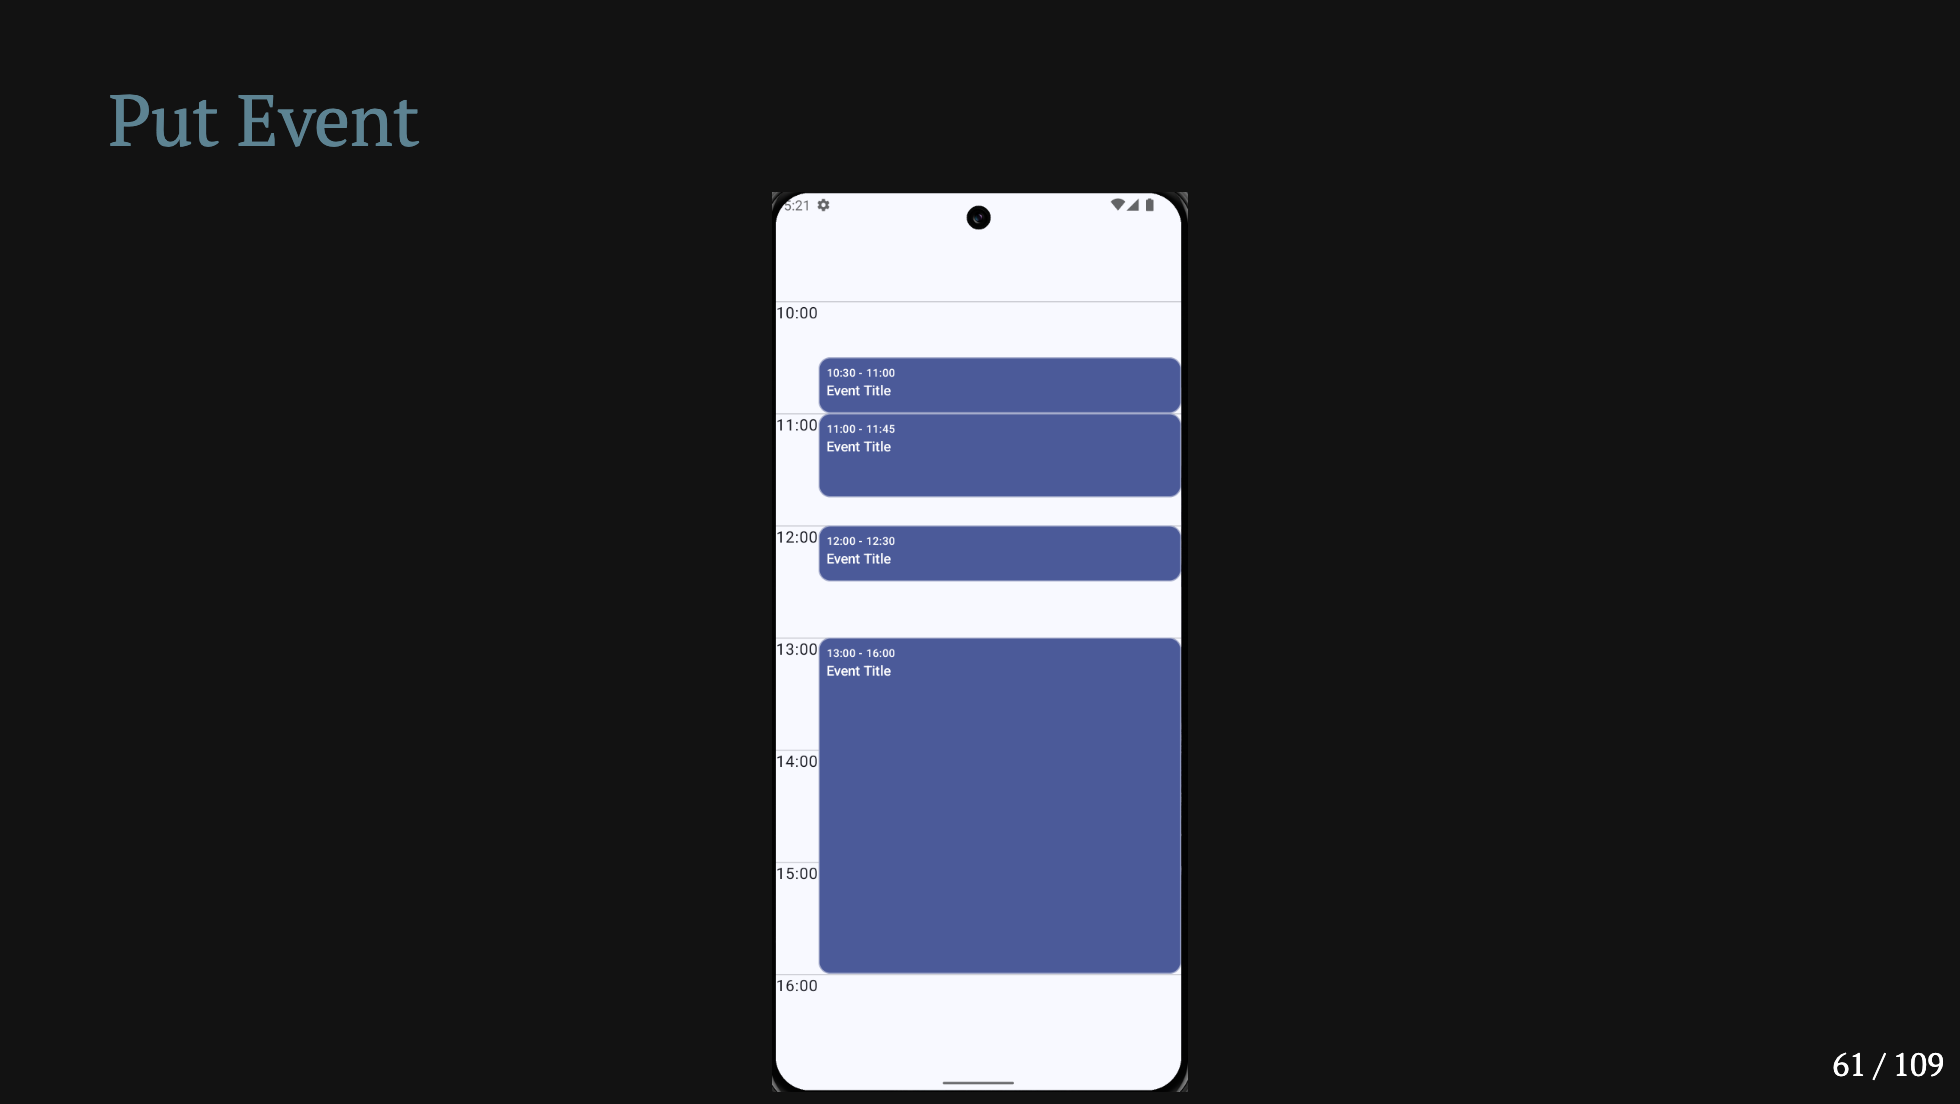 Put Event
5:21
10:00
10:30 - 11:00
Event Title
11:00
11:00 - 11:45
Event Title
12:00
12:00 - 12:30
Event Title
13:00
13:00 - 16:00
Event Title
14:00
15:00
16:00
61 / 109